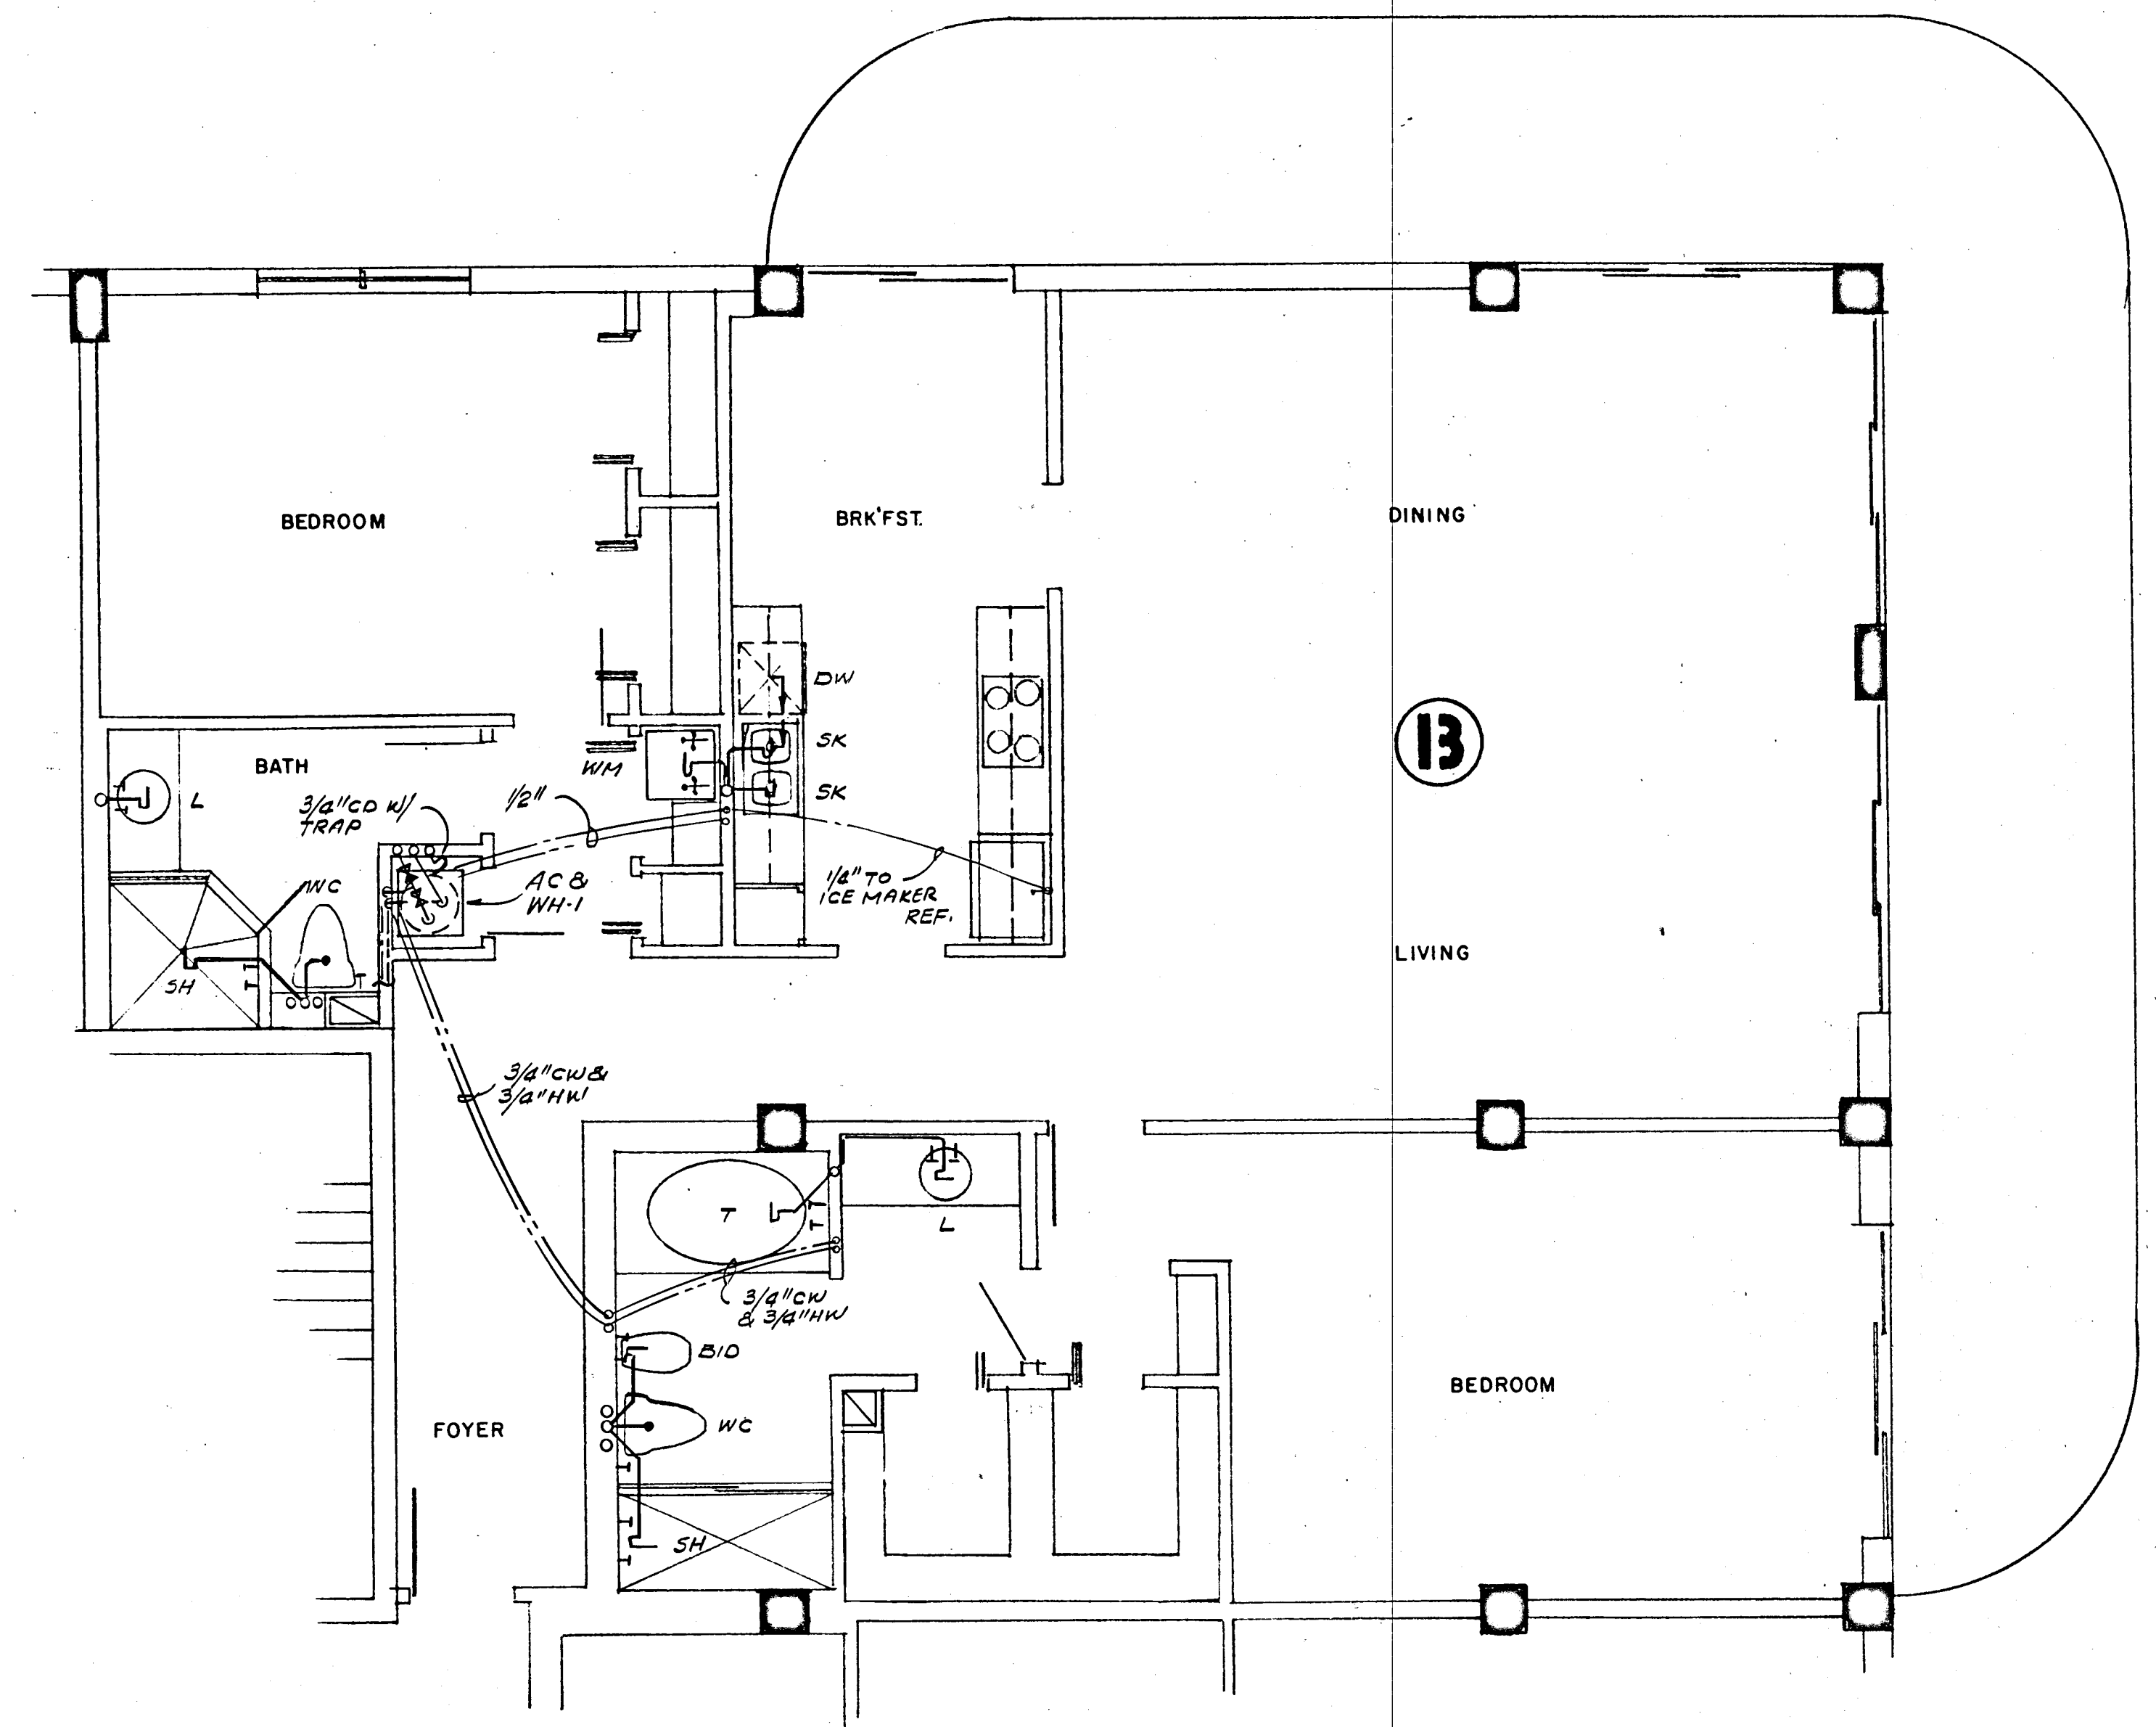 BEDROOM
BRK'FST.
DINING
DW
SK
WM
SK
13
BATH
L
3/4"CD W/
TRAP
1/2"
AC &
WH-1
1/4" TO
ICE MAKER
REF.
WC
SH
LIVING
3/4"CW &
3/4"HW
T
L
3/4"CW
& 3/4"HW
BID
WC
SH
FOYER
BEDROOM